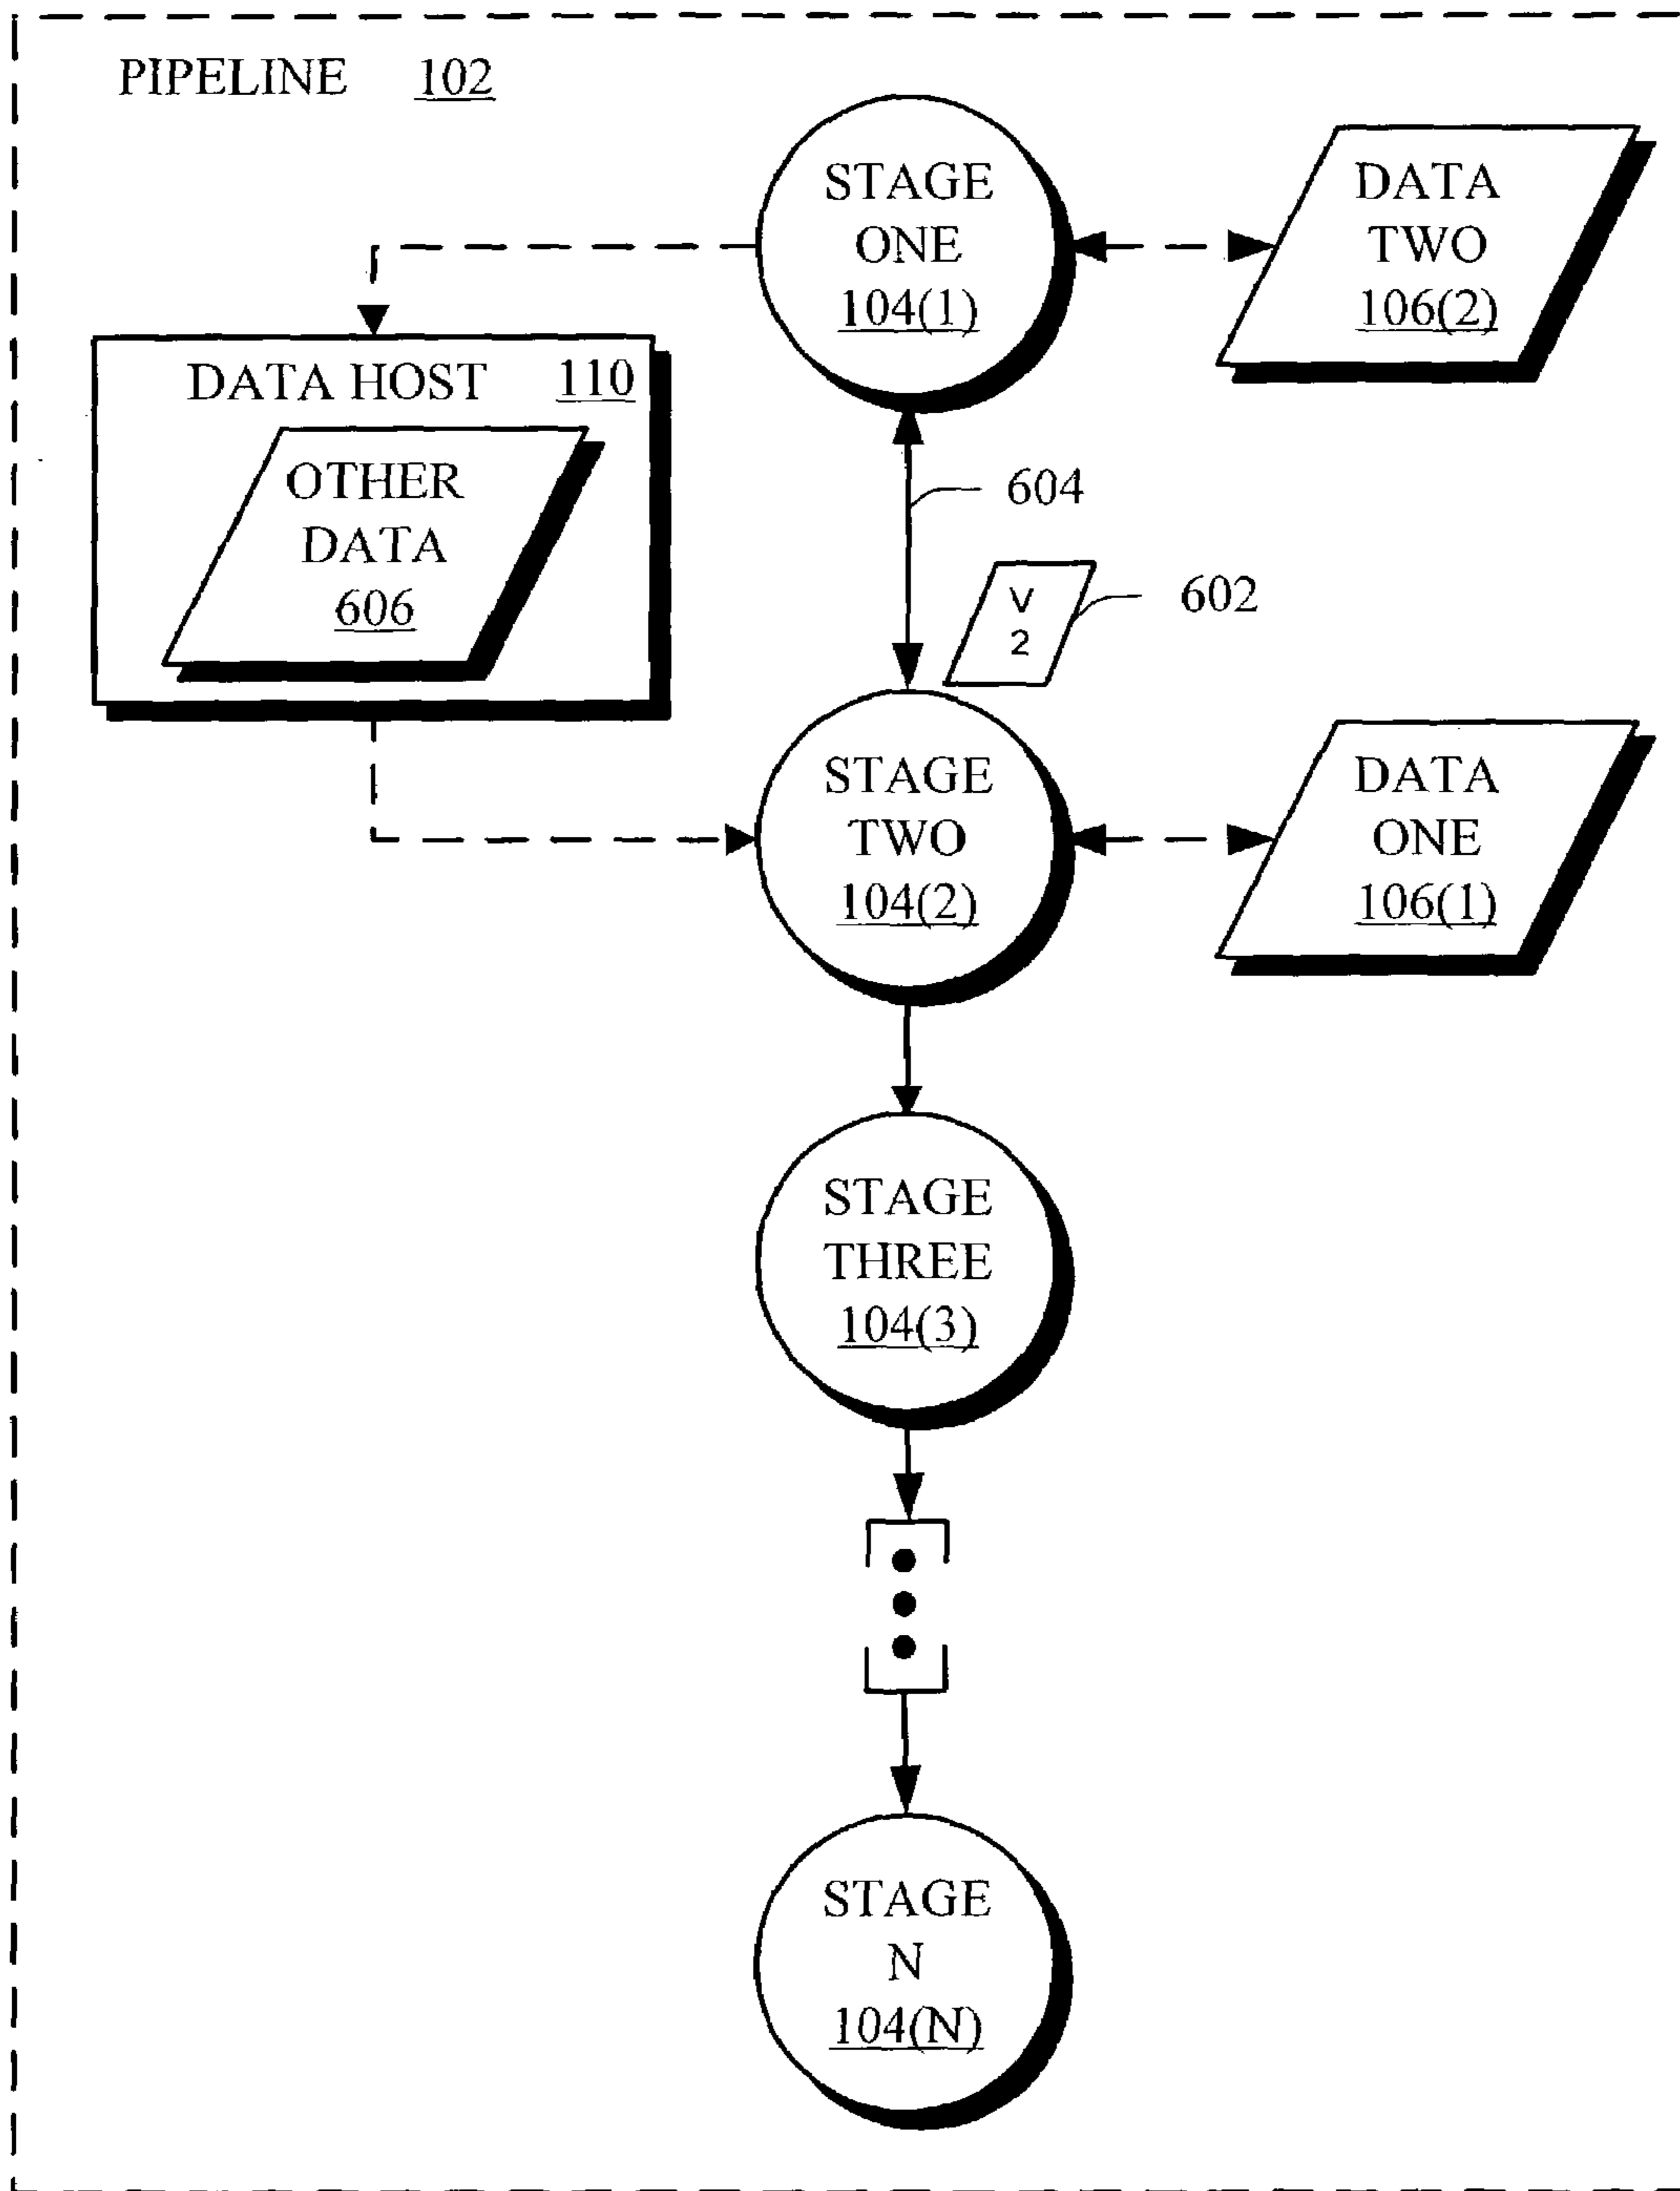 PIPELINE 102
STAGE
ONE
104(1)
DATA
TWO
106(2)
DATA HOST 110
OTHER
DATA
606
604
V
2
602
STAGE
TWO
104(2)
DATA
ONE
106(1)
STAGE
THREE
104(3)
STAGE
N
104(N)